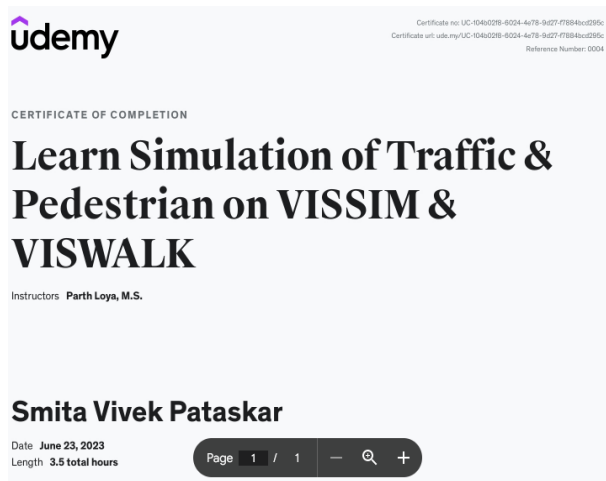 udemy
Certificate no: UC-104b02f8-6024-4e78-9d27-f7884bcd295c
Certificate url: ude.my/UC-104b02f8-6024-4e78-9d27-f7884bcd295c
Reference Number: 0004
CERTIFICATE OF COMPLETION
Learn Simulation of Traffic &
Pedestrian on VISSIM &
VISWALK
Instructors Parth Loya, M.S.
Smita Vivek Pataskar
Date June 23, 2023
Length 3.5 total hours
Page 1 / 1